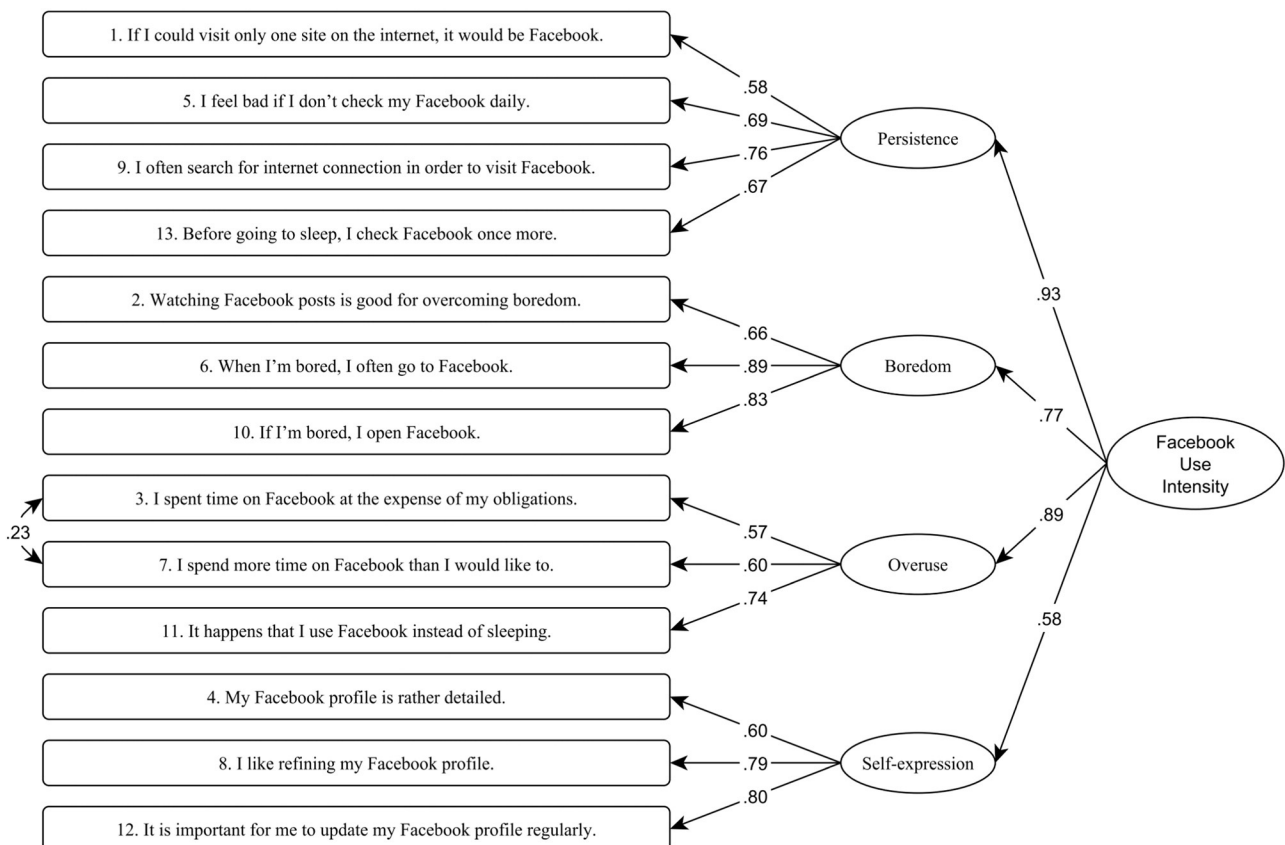 1. If I could visit only one site on the internet, it would be Facebook.
.58
5. I feel bad if I don’t check my Facebook daily.
.69
Persistence
9. I often search for internet connection in order to visit Facebook.
.76
.67
13. Before going to sleep, I check Facebook once more.
.93
2. Watching Facebook posts is good for overcoming boredom.
.66
6. When I’m bored, I often go to Facebook.
.89
Boredom
.83
10. If I’m bored, I open Facebook.
.77
Facebook
Use
Intensity
3. I spent time on Facebook at the expense of my obligations.
.89
.57
.23
7. I spend more time on Facebook than I would like to.
.60
Overuse
.74
11. It happens that I use Facebook instead of sleeping.
.58
4. My Facebook profile is rather detailed.
.60
8. I like refining my Facebook profile.
.79
Self-expression
.80
12. It is important for me to update my Facebook profile regularly.